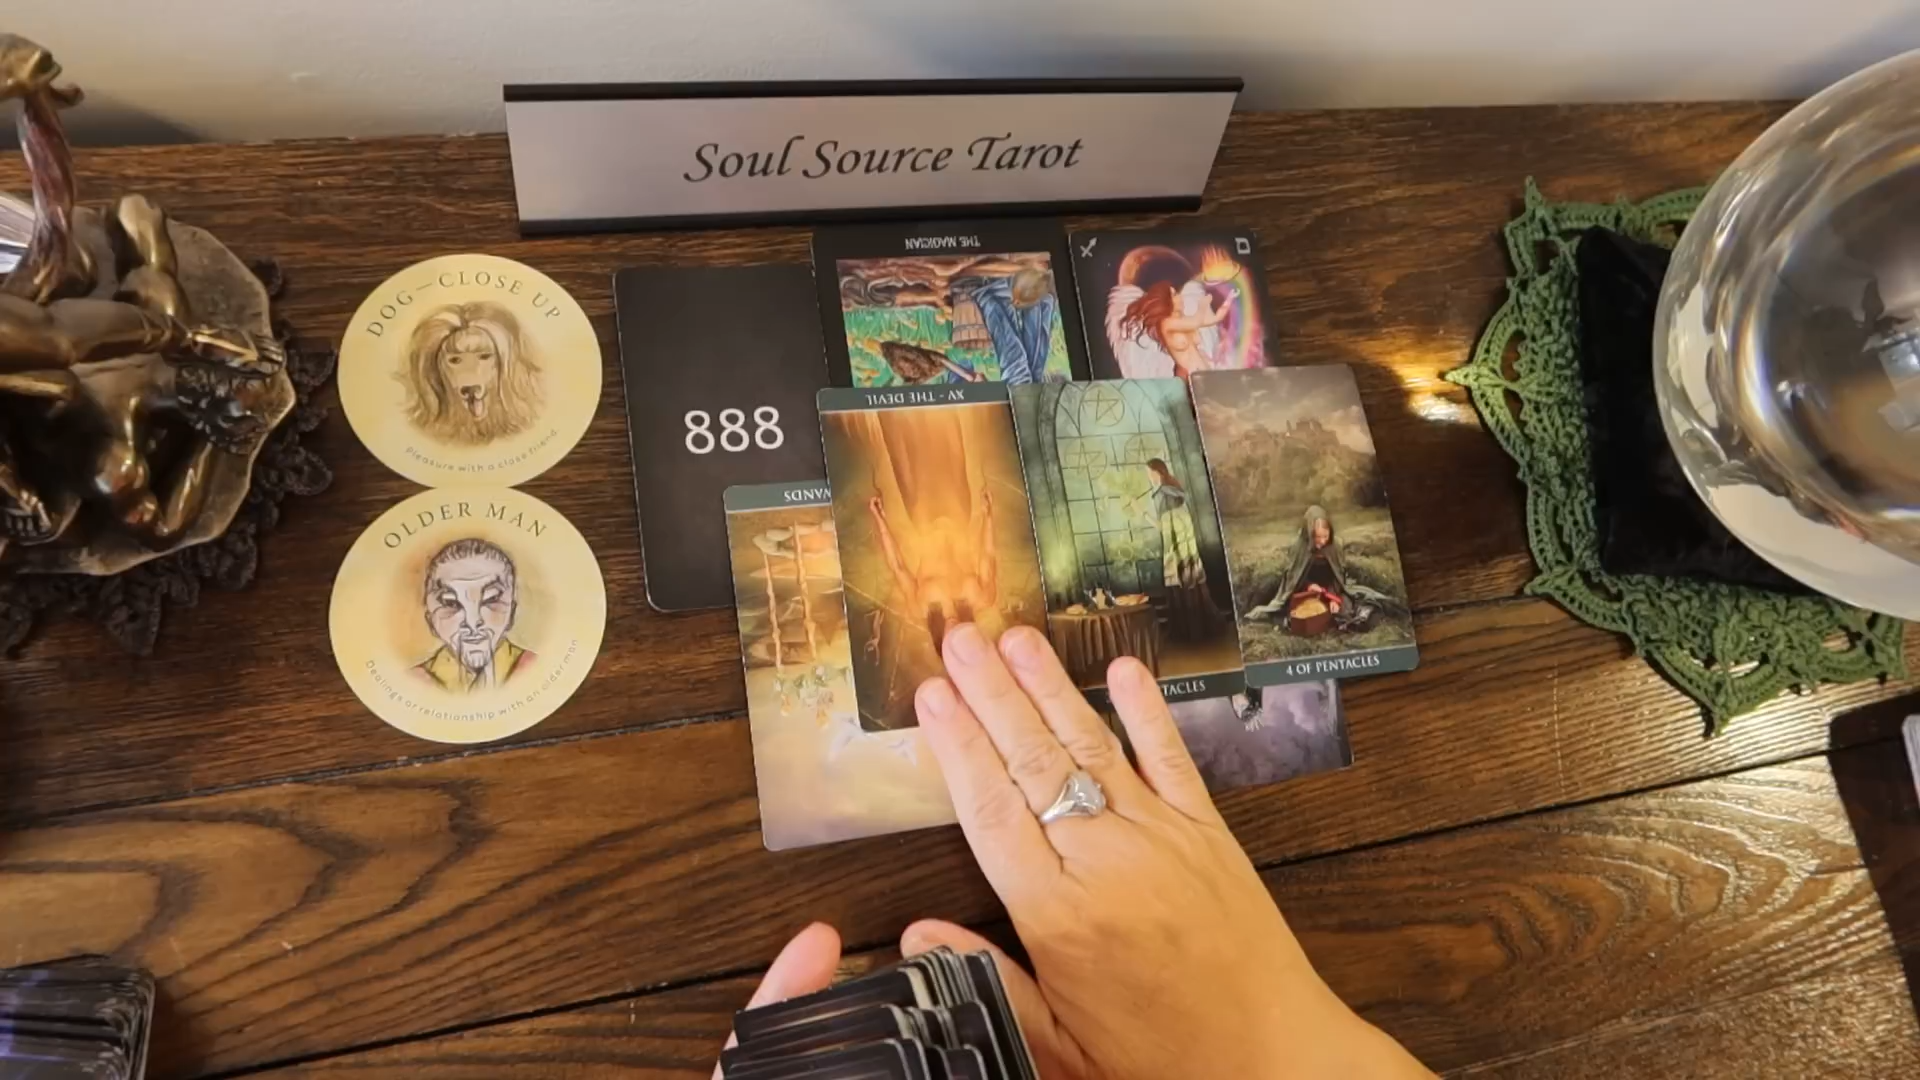 Soul Source Tarot
DOG—CLOSE UP
Pleasure with a close friend
OLDER MAN
Dealings or relationship with an older man
888
THE MAGICIAN
XV - THE DEVIL
WANDS
TACLES
4 OF PENTACLES